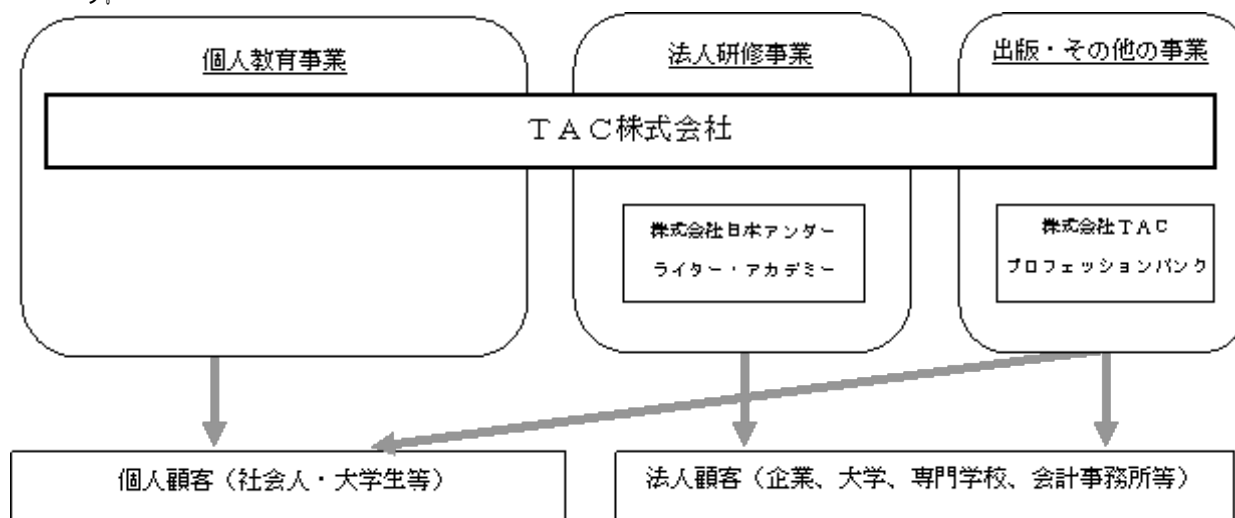 個人教育事業
法人研修事業
出版・その他の事業
ＴＡＣ株式会社
株式会社日本アンダー
ライター・アカデミー
株式会社ＴＡＣ
プロフェッションバンク
個人顧客（社会人・大学生等）
法人顧客（企業、大学、専門学校、会計事務所等）